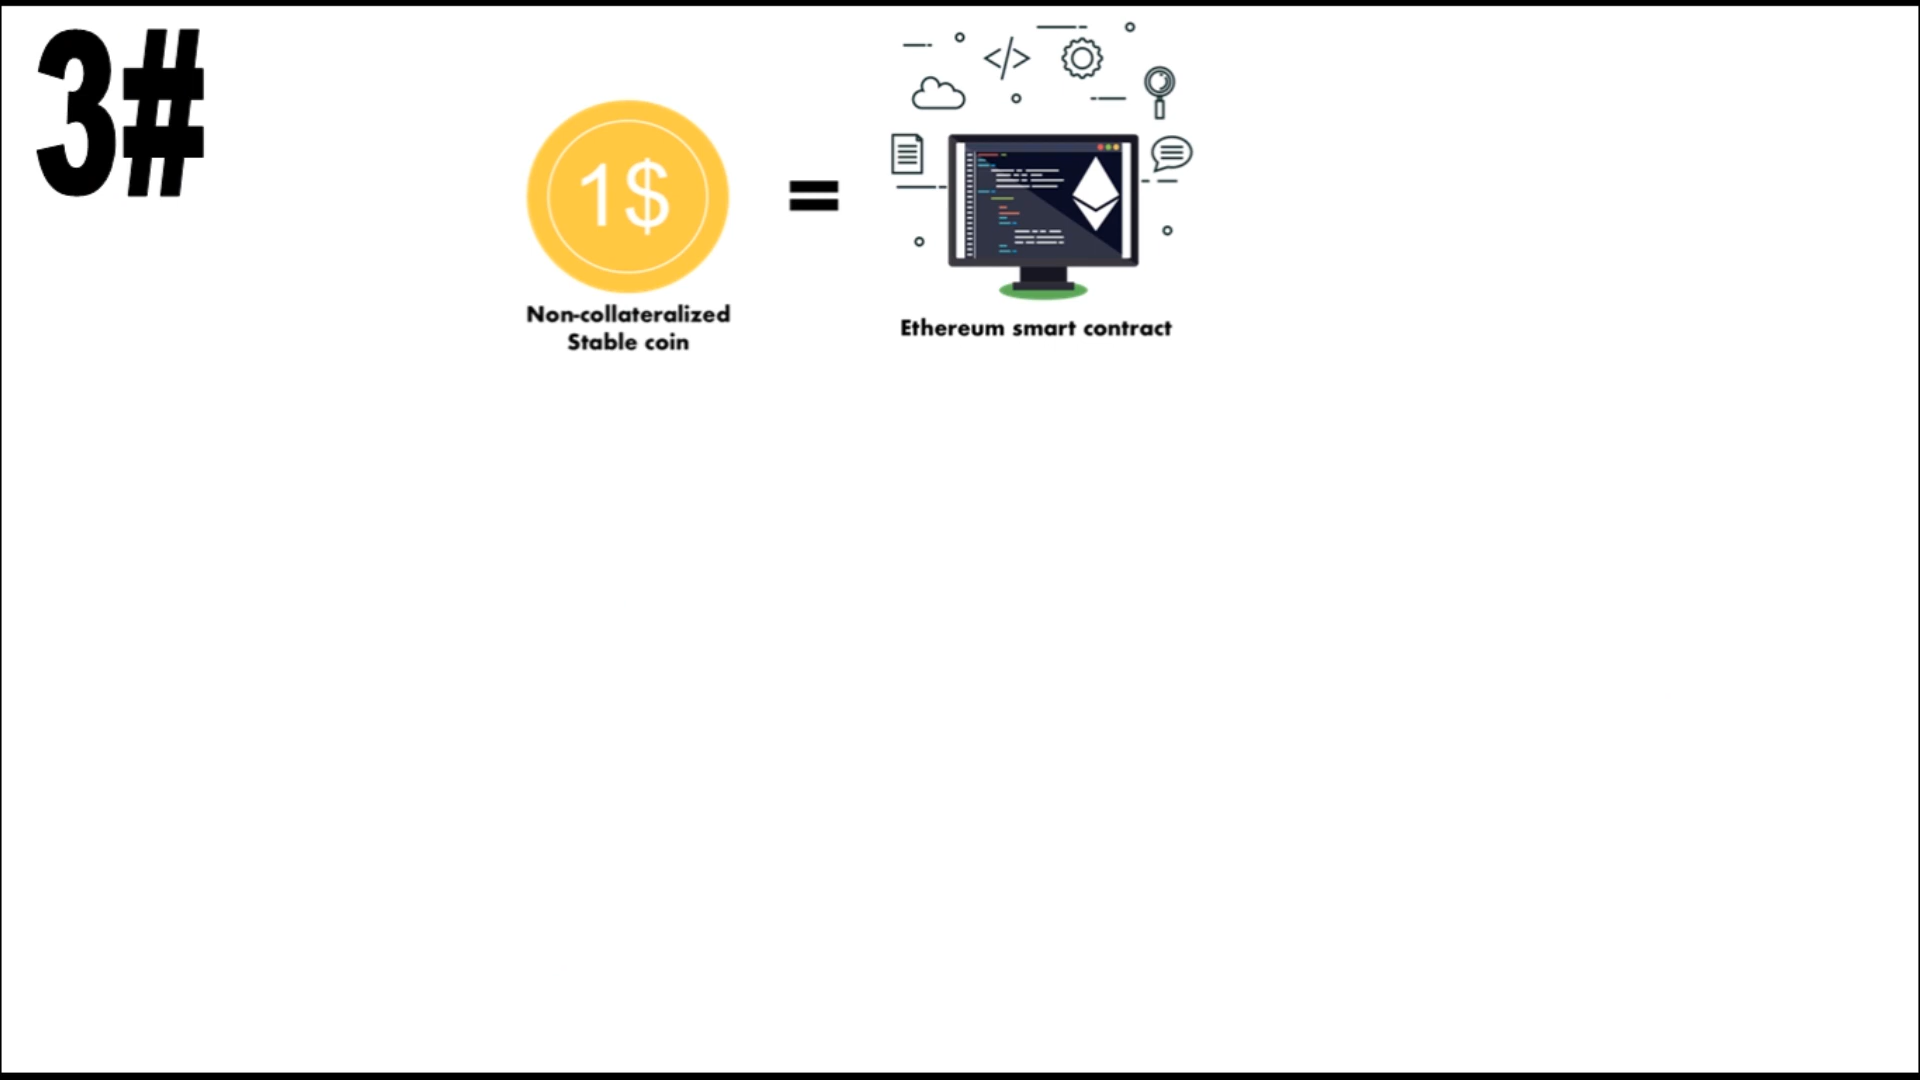 3#
1$
=
</>
Non-collateralized
Stable coin
Ethereum smart contract